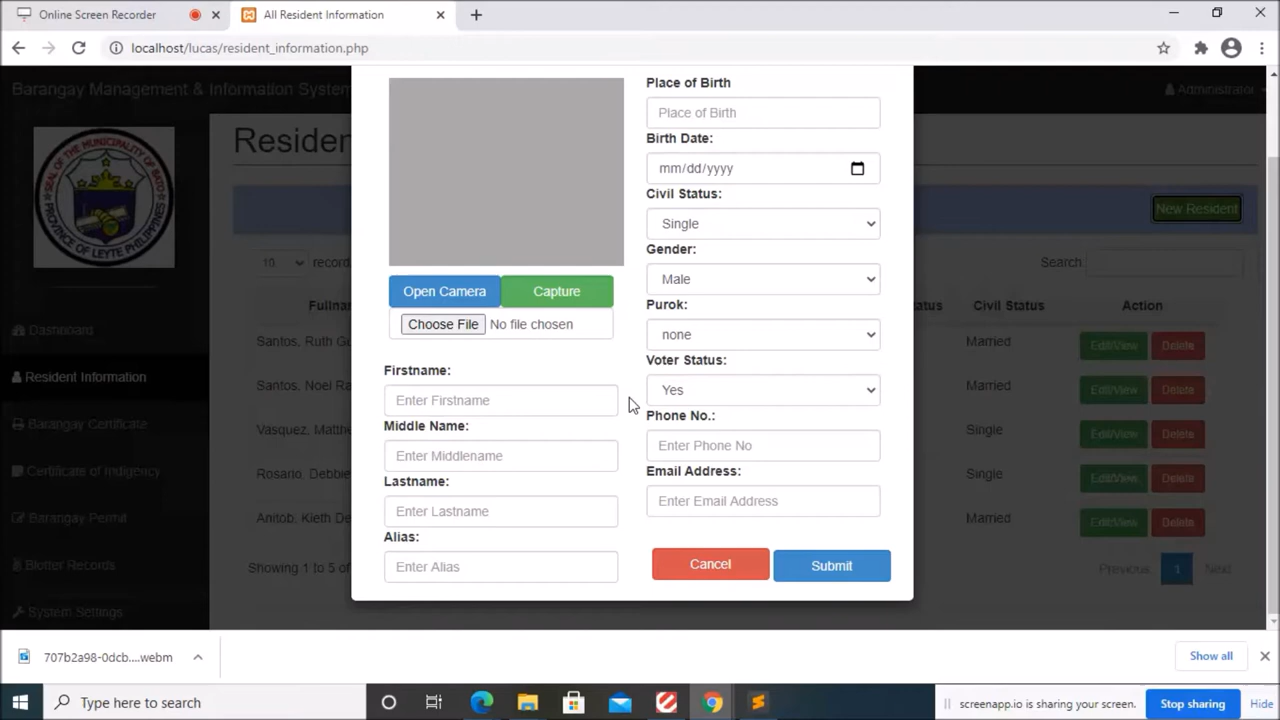 Online Screen Recorder
All Resident Information
localhost/lucas/resident_information.php
Barangay Management & Information System
Administrator
Dashboard
Resident Information
Barangay Certificate
Certificate of Indigency
Barangay Permit
Blotter Records
System Settings
Residen
New Resident
10 record
Search
Fullna
Status
Civil Status
Action
Santos, Ruth Go
Married
Edit/View
Delete
Santos, Noel Ra
Married
Edit/View
Delete
Vasquez, Matthe
Single
Edit/View
Delete
Rosario, Debbie
Single
Edit/View
Delete
Anitob, Kieth De
Married
Edit/View
Delete
Showing 1 to 5 of
Previous
1
Next
Open Camera
Capture
Choose File No file chosen
Firstname:
Enter Firstname
Middle Name:
Enter Middlename
Lastname:
Enter Lastname
Alias:
Enter Alias
Place of Birth
Place of Birth
Birth Date:
mm/dd/yyyy
Civil Status:
Single
Gender:
Male
Purok:
none
Voter Status:
Yes
Phone No.:
Enter Phone No
Email Address:
Enter Email Address
Cancel
Submit
707b2a98-0dcb....webm
Show all
Type here to search
screenapp.io is sharing your screen.
Stop sharing
Hide